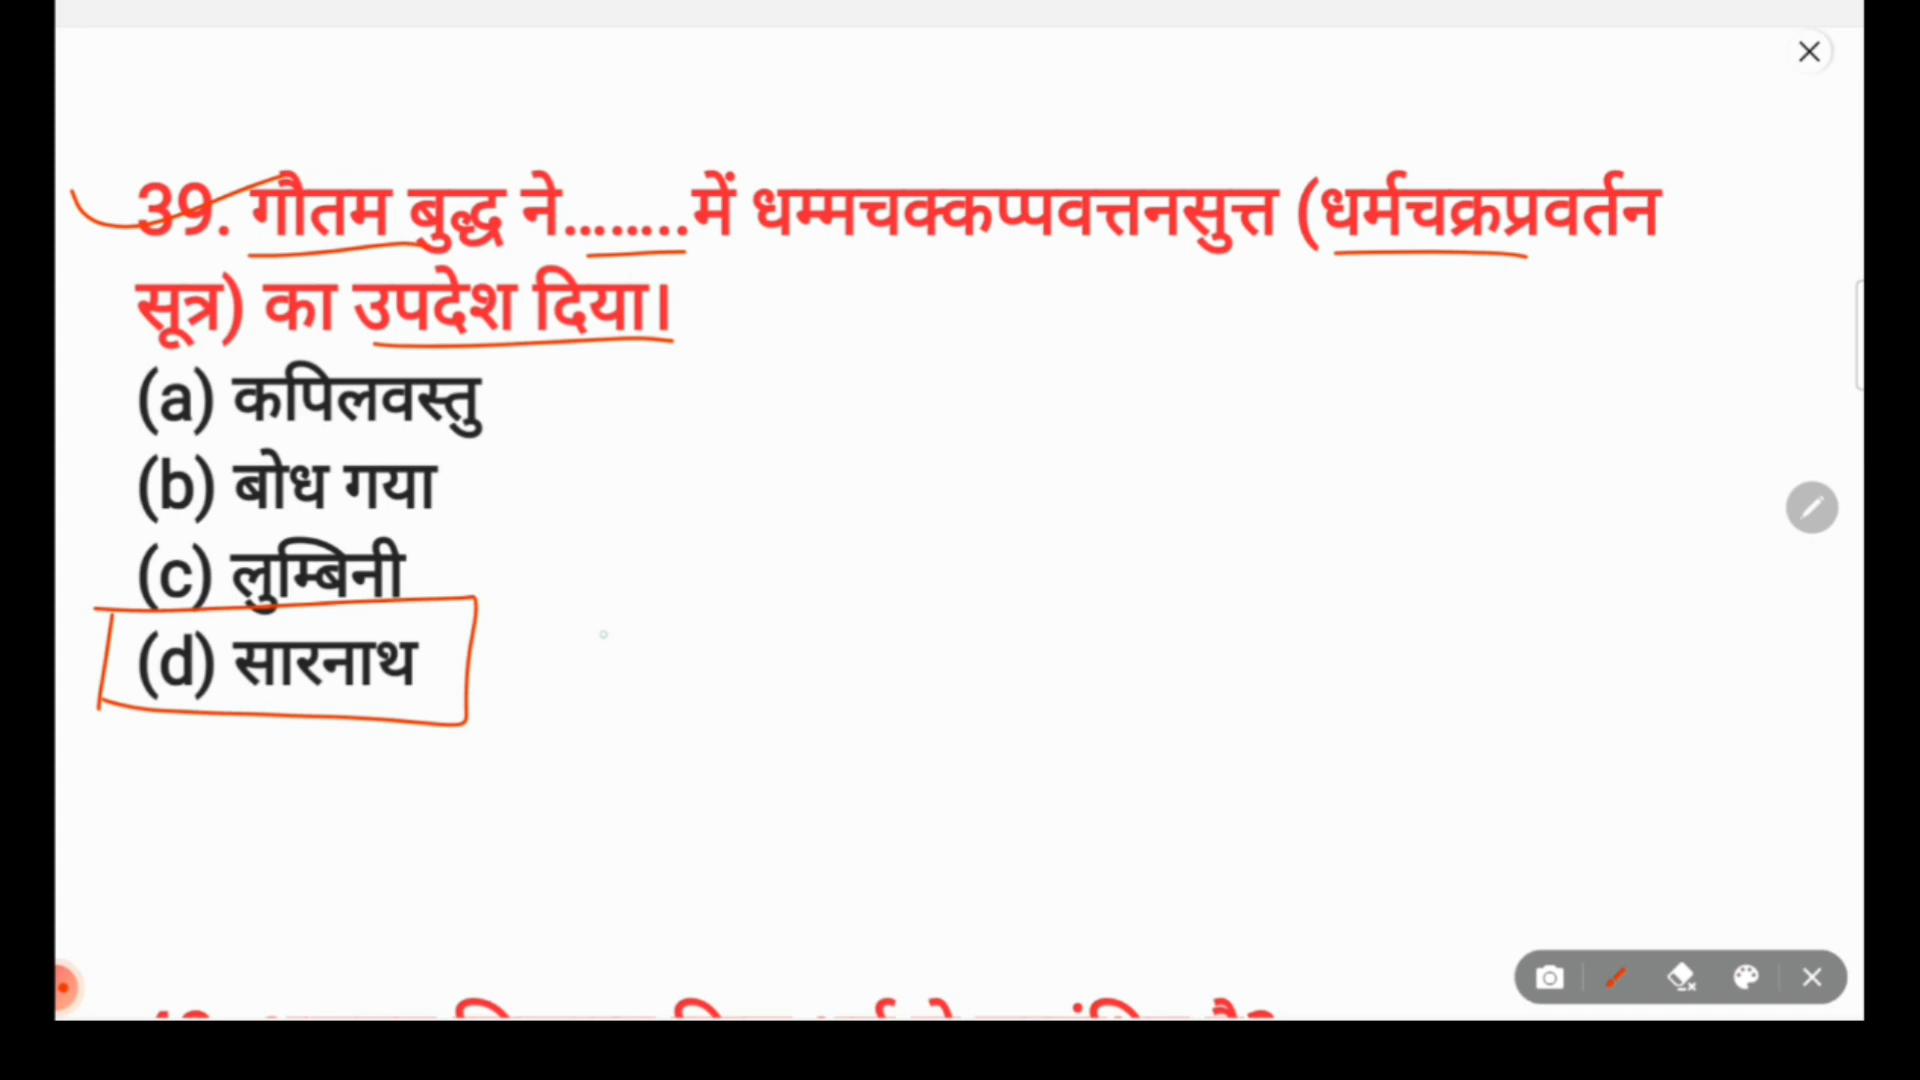 39. गौतम बुद्ध ने........में धम्मचक्कप्पवत्तनसुत्त (धर्मचक्रप्रवर्तन
सूत्र) का उपदेश दिया।
(a) कपिलवस्तु
(b) बोध गया
(c) लुम्बिनी
(d) सारनाथ